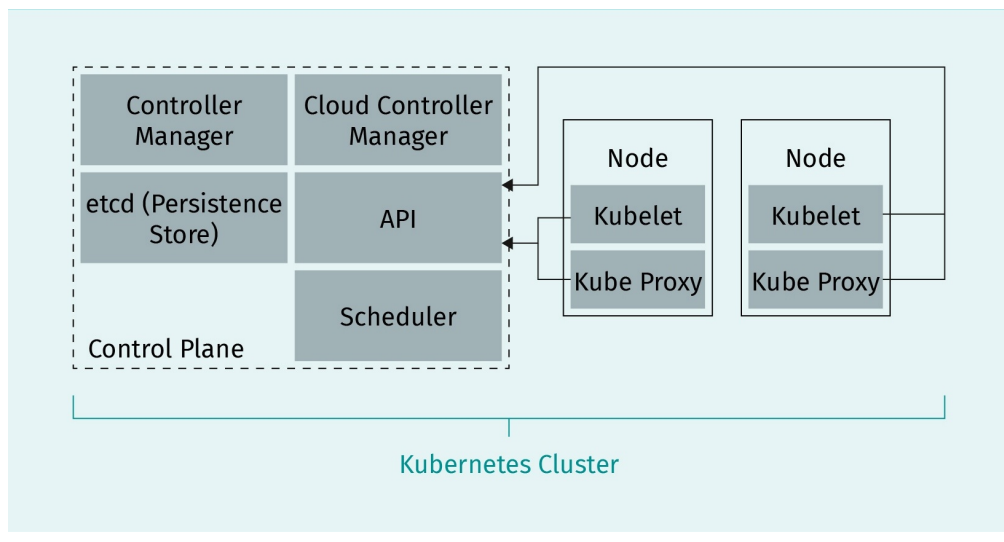 Controller
Manager
Cloud Controller
Manager
etcd (Persistence
Store)
API
Scheduler
Control Plane
Node
Kubelet
Kube Proxy
Node
Kubelet
Kube Proxy
Kubernetes Cluster